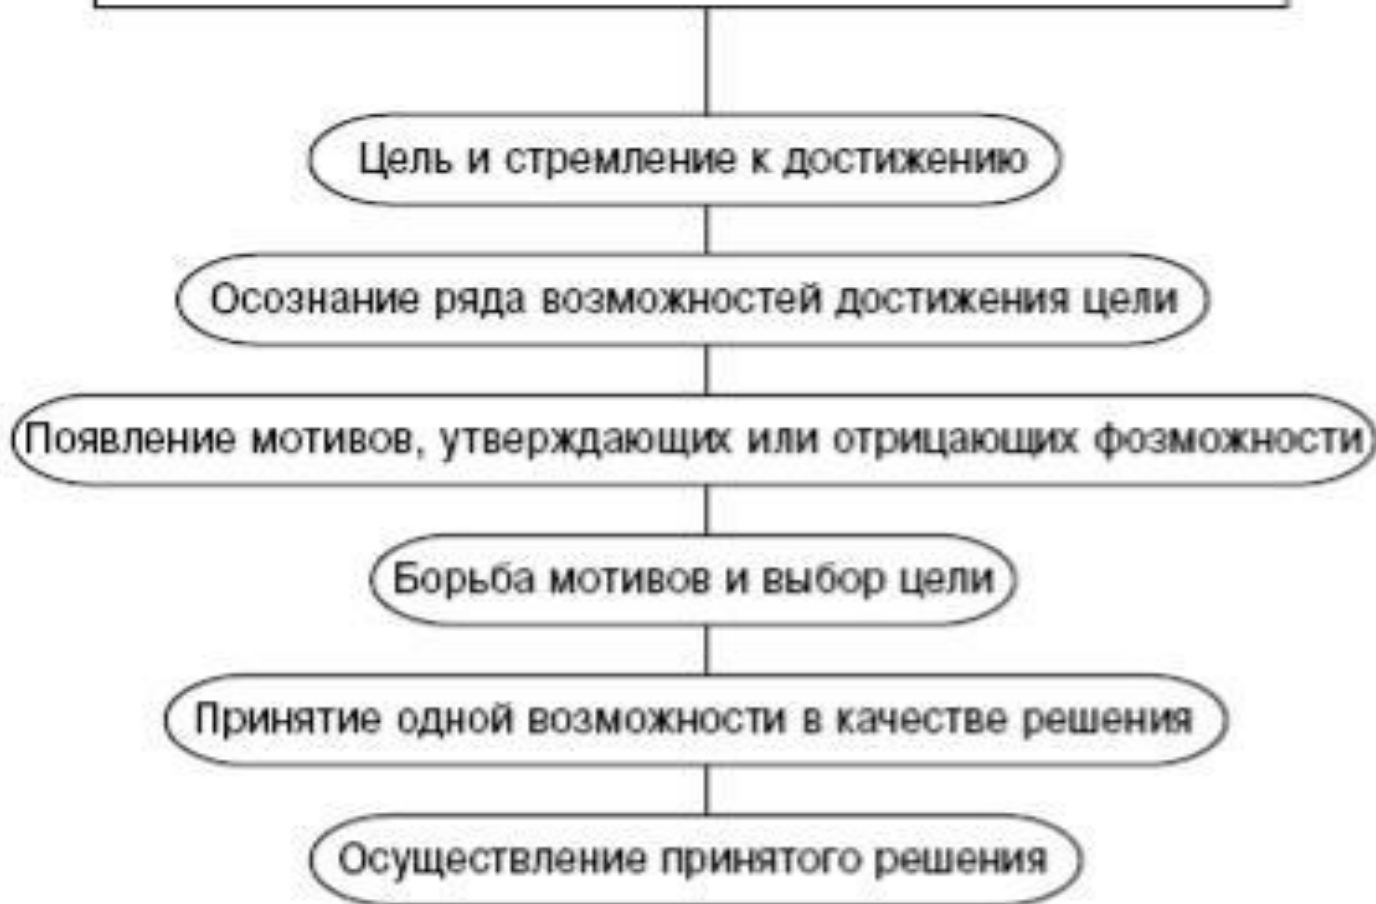 Цель и стремление к достижению
Осознание ряда возможностей достижения цели
Появление мотивов, утверждающих или отрицающих фозможности
Борьба мотивов и выбор цели
Принятие одной возможности в качестве решения
Осуществление принятого решения